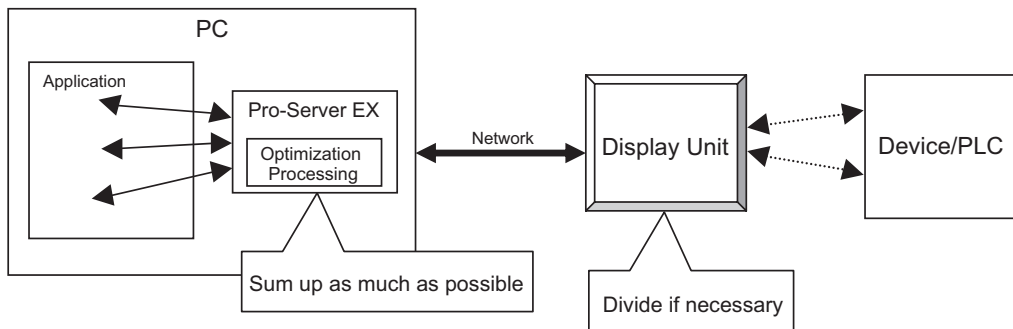 PC
Application
Pro-Server EX
Optimization
Processing
Network
Display Unit
Device/PLC
Sum up as much as possible
Divide if necessary